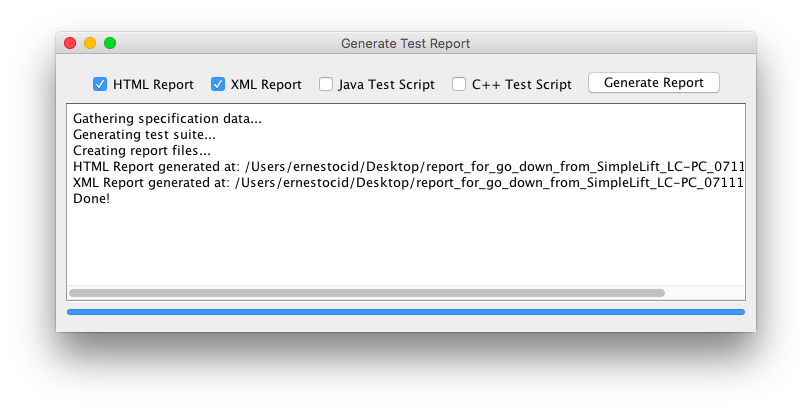 Generate Test Report
HTML Report XML Report Java Test Script C++ Test Script Generate Report
Gathering specification data...
Generating test suite...
Creating report files...
HTML Report generated at: /Users/ernestocid/Desktop/report_for_go_down_from_SimpleLift_LC-PC_07111
XML Report generated at: /Users/ernestocid/Desktop/report_for_go_down_from_SimpleLift_LC-PC_07111
Done!